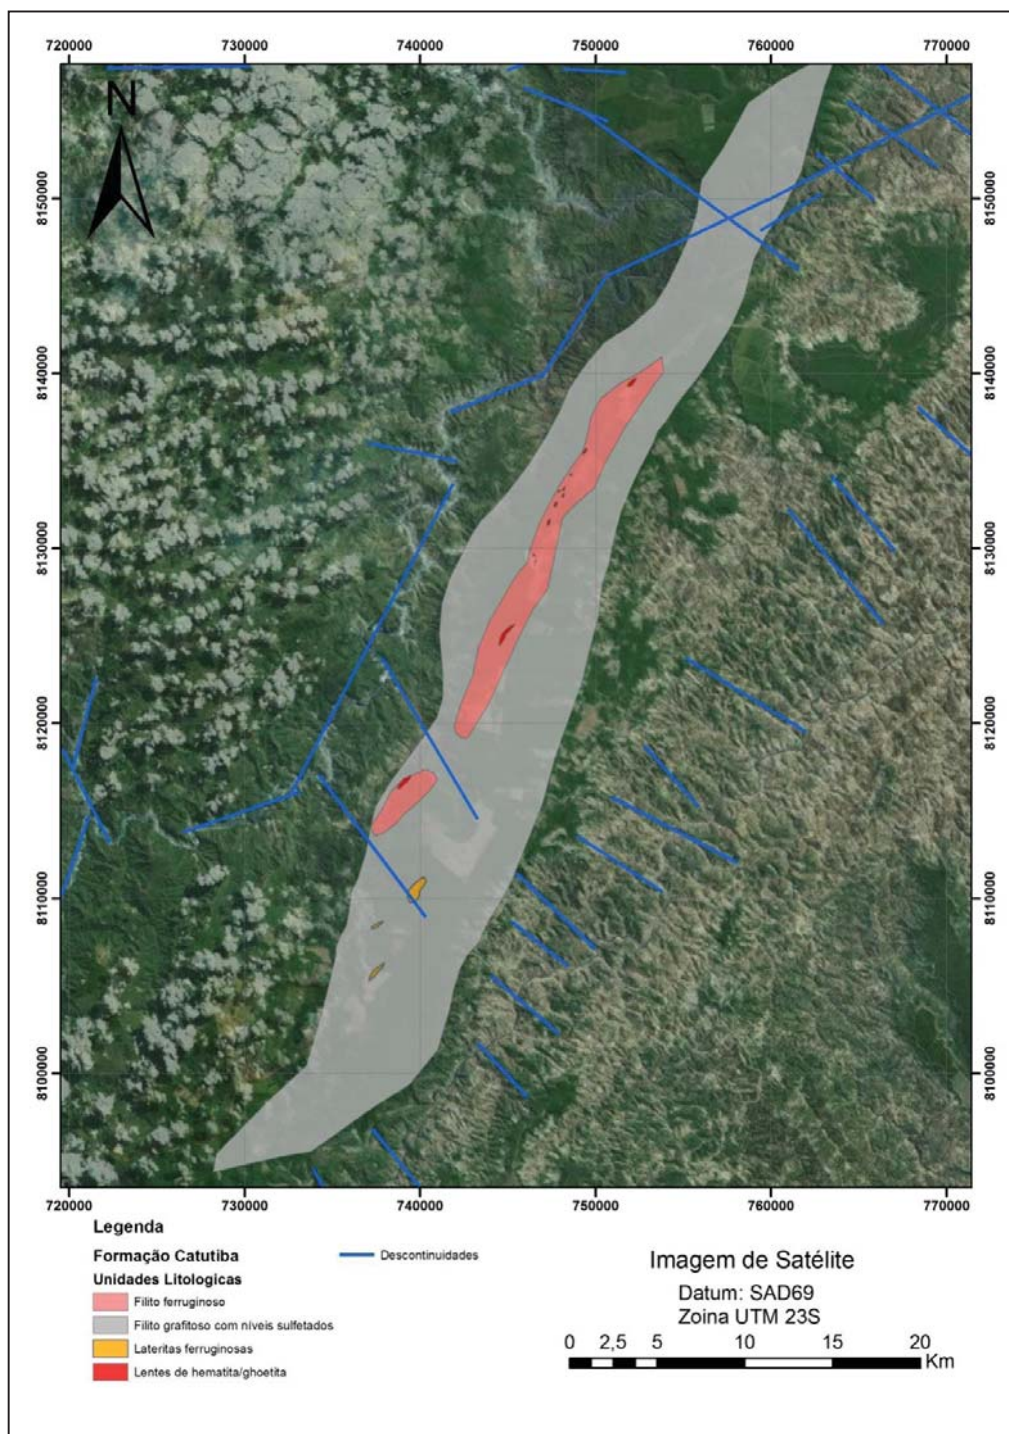 720000 730000 740000 750000 760000 770000
N
8150000 8150000
8140000 8140000
8130000 8130000
8120000 8120000
8110000 8110000
8100000 8100000
720000 730000 740000 750000 760000 770000
Legenda
Formação Catutiba
Descontinuidades
Unidades Litologicas
Filito ferruginoso
Filito grafitoso com níveis sulfetados
Lateritas ferruginosas
Lentes de hematita/ghoetita
Imagem de Satélite
Datum: SAD69
Zoina UTM 23S
0 2,5 5 10 15 20
Km